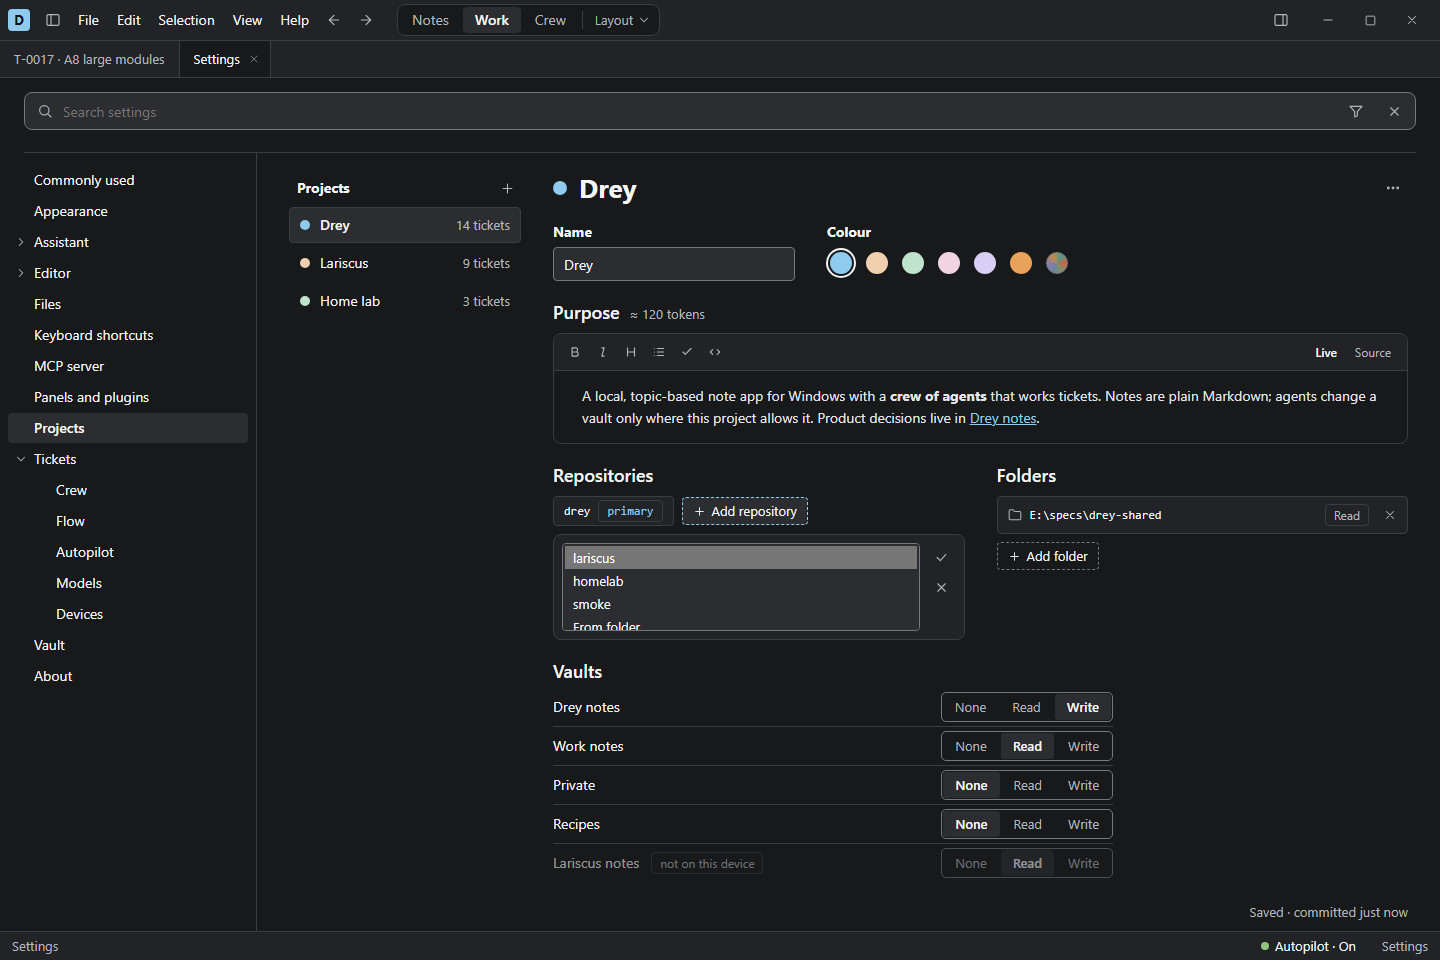 D File Edit Selection View Help Notes Work Crew Layout
T-0017 · A8 large modules Settings
Search settings
Commonly used
Appearance
Assistant
Editor
Files
Keyboard shortcuts
MCP server
Panels and plugins
Projects
Tickets
Crew
Flow
Autopilot
Models
Devices
Vault
About
Projects
Drey 14 tickets
Lariscus 9 tickets
Home lab 3 tickets
Drey
Name
Drey
Colour
Purpose ≈ 120 tokens
B I H Live Source
A local, topic-based note app for Windows with a crew of agents that works tickets. Notes are plain Markdown; agents change a
vault only where this project allows it. Product decisions live in Drey notes.
Repositories
drey primary Add repository
lariscus
homelab
smoke
From folder
Folders
E:\specs\drey-shared Read
Add folder
Vaults
Drey notes None Read Write
Work notes None Read Write
Private None Read Write
Recipes None Read Write
Lariscus notes not on this device None Read Write
Saved · committed just now
Settings Autopilot · On Settings